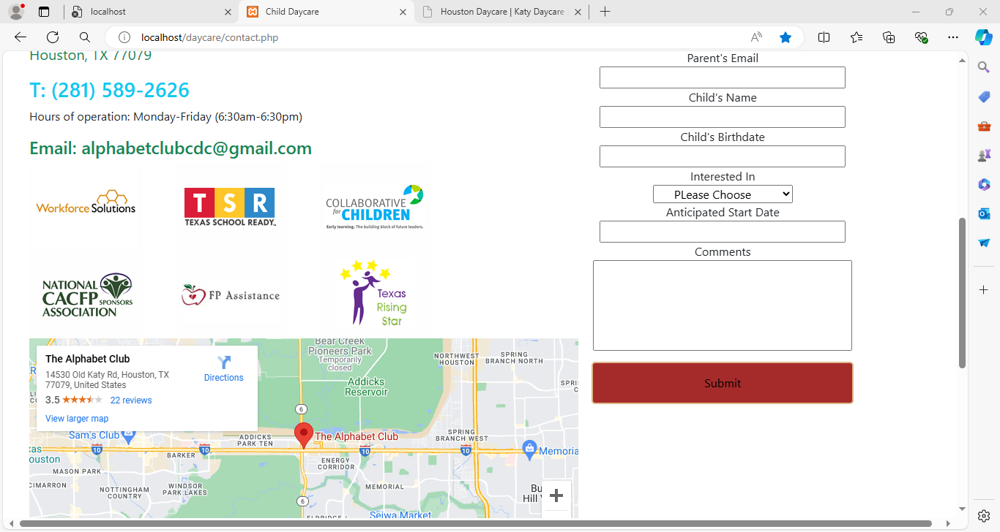 localhost
Child Daycare
Houston Daycare | Katy Daycare
localhost/daycare/contact.php
Houston, TX 77079
T: (281) 589-2626
Hours of operation: Monday-Friday (6:30am-6:30pm)
Email: alphabetclubcdc@gmail.com
Workforce Solutions
TSR
TEXAS SCHOOL READY
COLLABORATIVE
for
CHILDREN
Early learning. The building block of future leaders.
NATIONAL
CACFP SPONSORS
ASSOCIATION
FP Assistance
Texas
Rising
Star
Parent's Email
Child's Name
Child's Birthdate
Interested In
PLease Choose
Anticipated Start Date
Comments
Submit
The Alphabet Club
14530 Old Katy Rd, Houston, TX
77079, United States
3.5
22 reviews
View larger map
Directions
Bear Creek
Pioneers Park
Temporarily
closed
Addicks
Reservoir
NORTHWEST
HOUSTON
SPRING
BRANCH NORTH
6
Sam's Club
ADDICKS
PARK TEN
The Alphabet Club
SPRING
BRANCH WEST
10
10
10
10
BARKER
ENERGY
CORRIDOR
MASON PARK
NOTTINGHAM
COUNTRY
WINDSOR
PARK LAKES
MEMORIAL
6
Seiwa Market
+